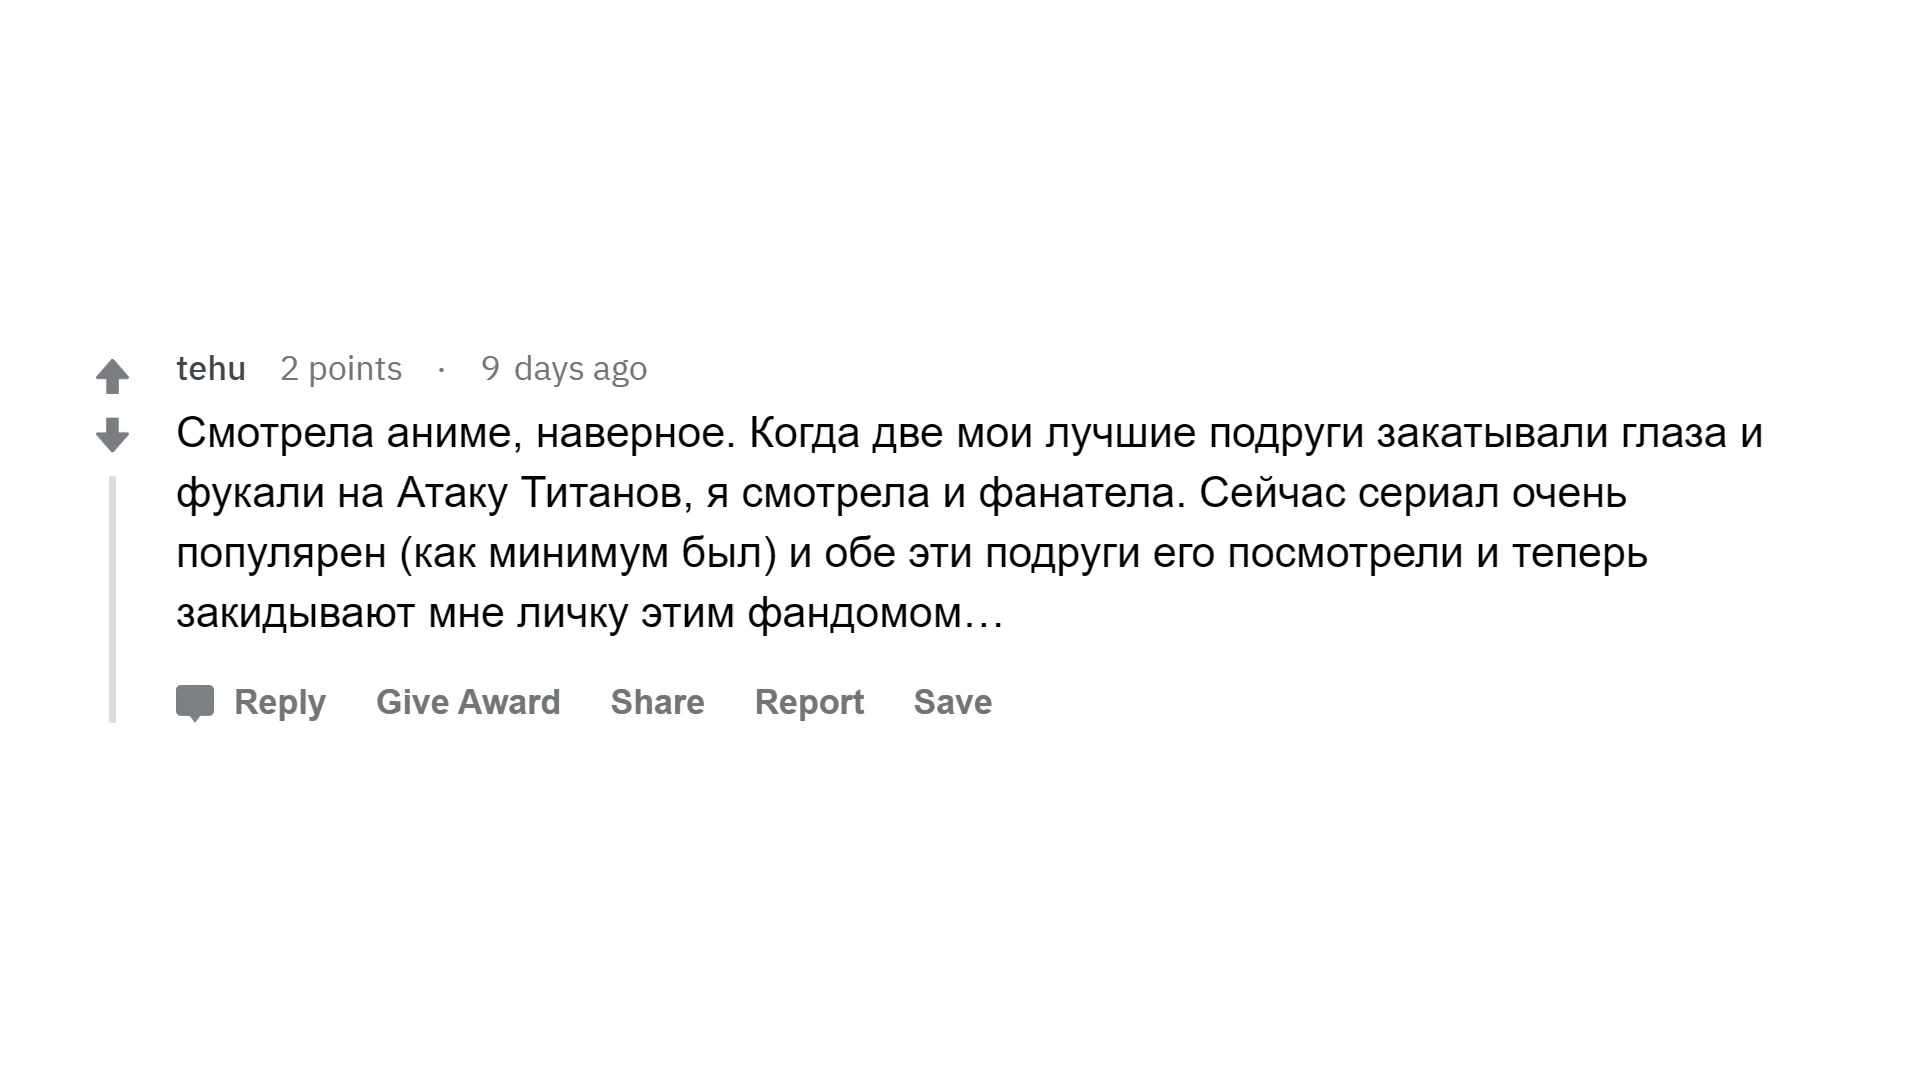 tehu 2 points · 9 days ago
Смотрела аниме, наверное. Когда две мои лучшие подруги закатывали глаза и
фукали на Атаку Титанов, я смотрела и фанатела. Сейчас сериал очень
популярен (как минимум был) и обе эти подруги его посмотрели и теперь
закидывают мне личку этим фандомом…
Reply Give Award Share Report Save